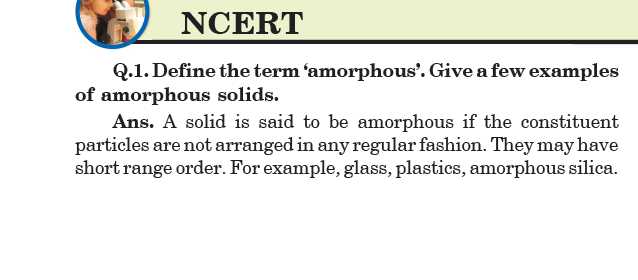 NCERT
Q.1. Define the term ‘amorphous’. Give a few examples
of amorphous solids.
Ans. A solid is said to be amorphous if the constituent
particles are not arranged in any regular fashion. They may have
short range order. For example, glass, plastics, amorphous silica.